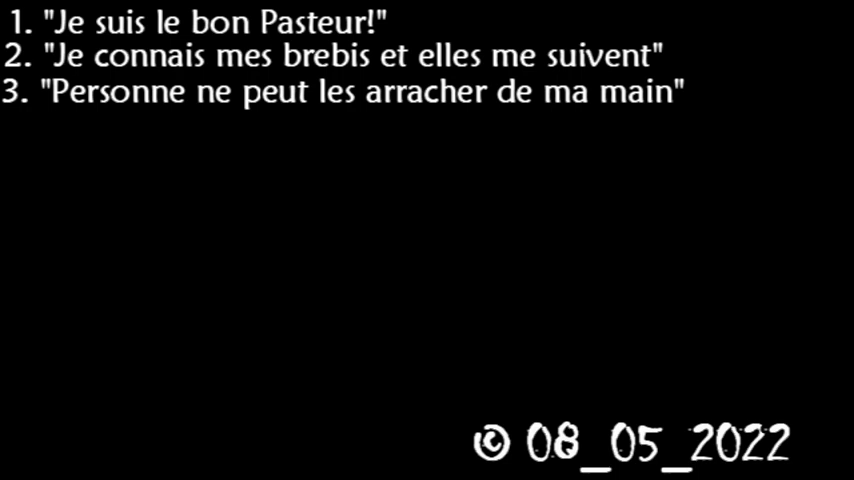 1. "Je suis le bon Pasteur!"
2. "Je connais mes brebis et elles me suivent"
3. "Personne ne peut les arracher de ma main"
© 08_05_2022